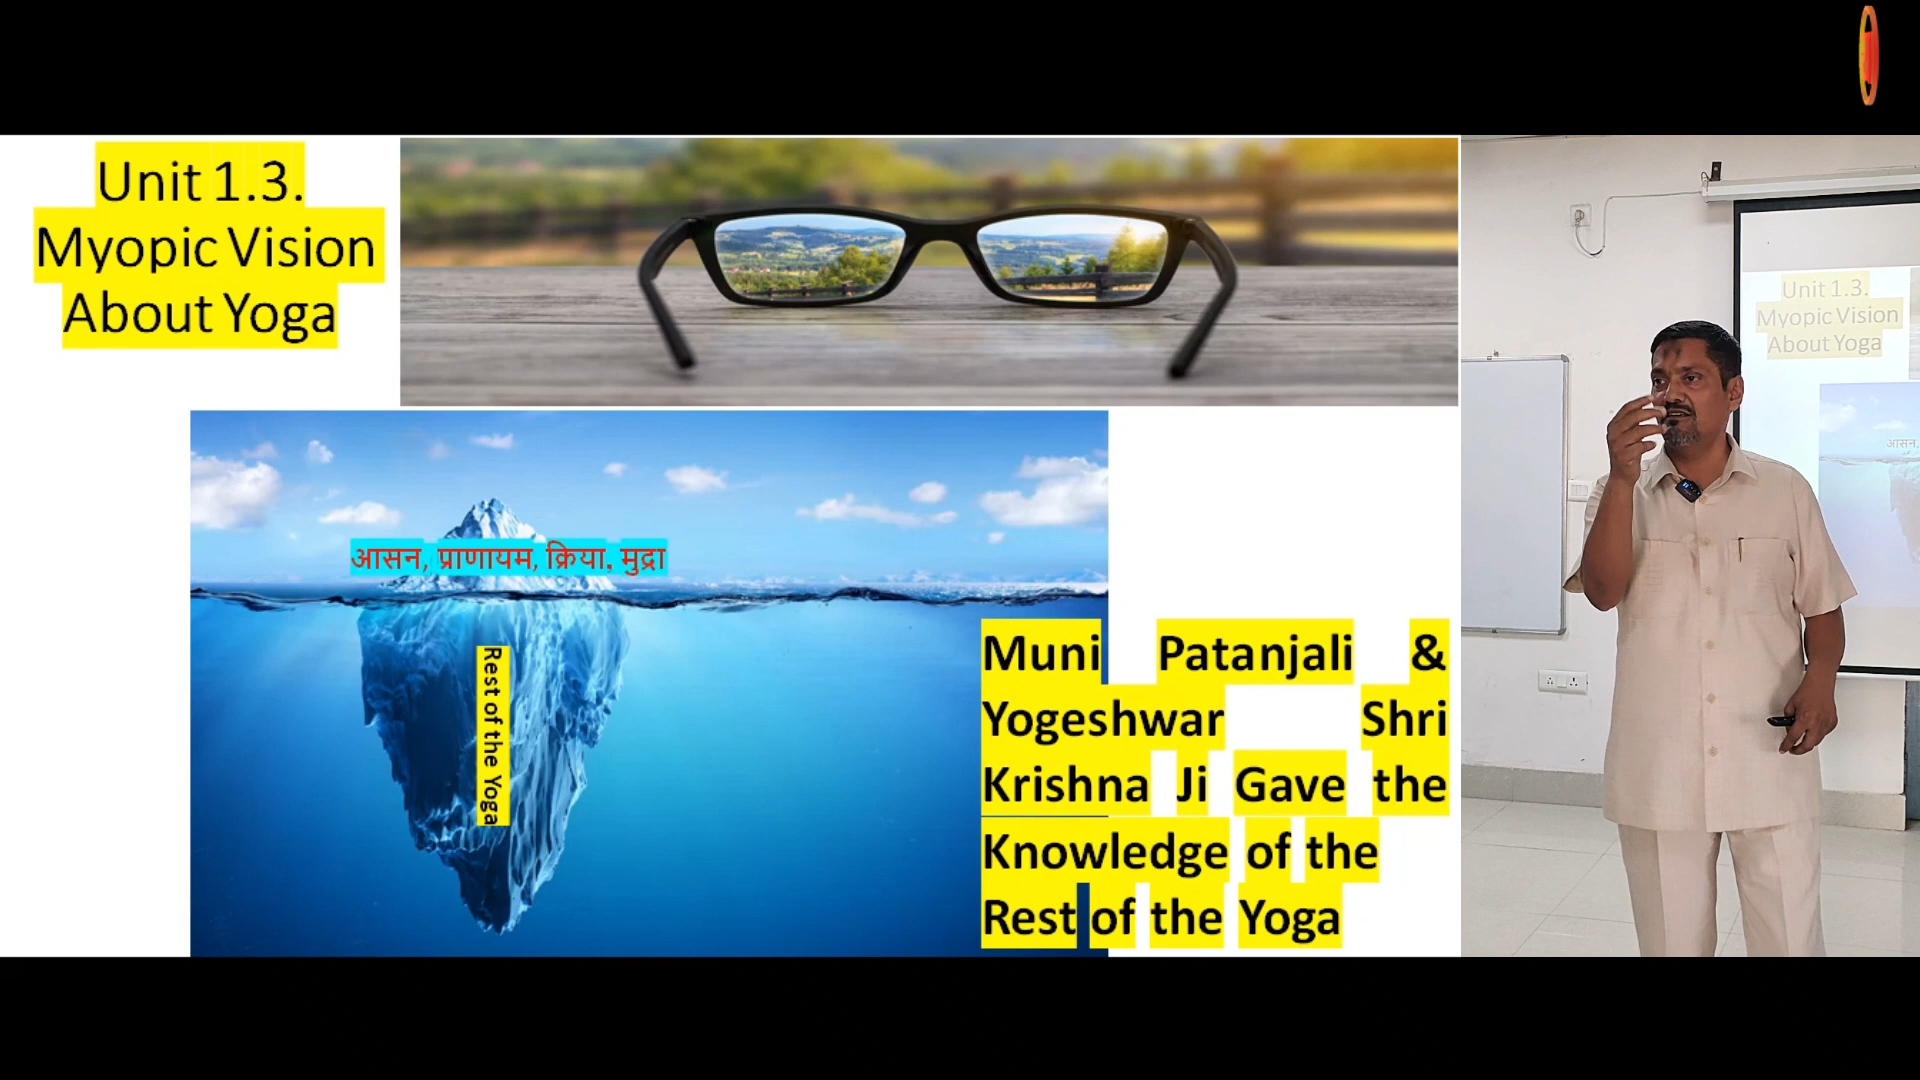 Unit 1.3.
Myopic Vision
About Yoga
आसन, प्राणायम, क्रिया, मुद्रा
Rest of the Yoga
Muni Patanjali &
Yogeshwar Shri
Krishna Ji Gave the
Knowledge of the
Rest of the Yoga
Unit 1.3.
Myopic Vision
About Yoga
आसन,